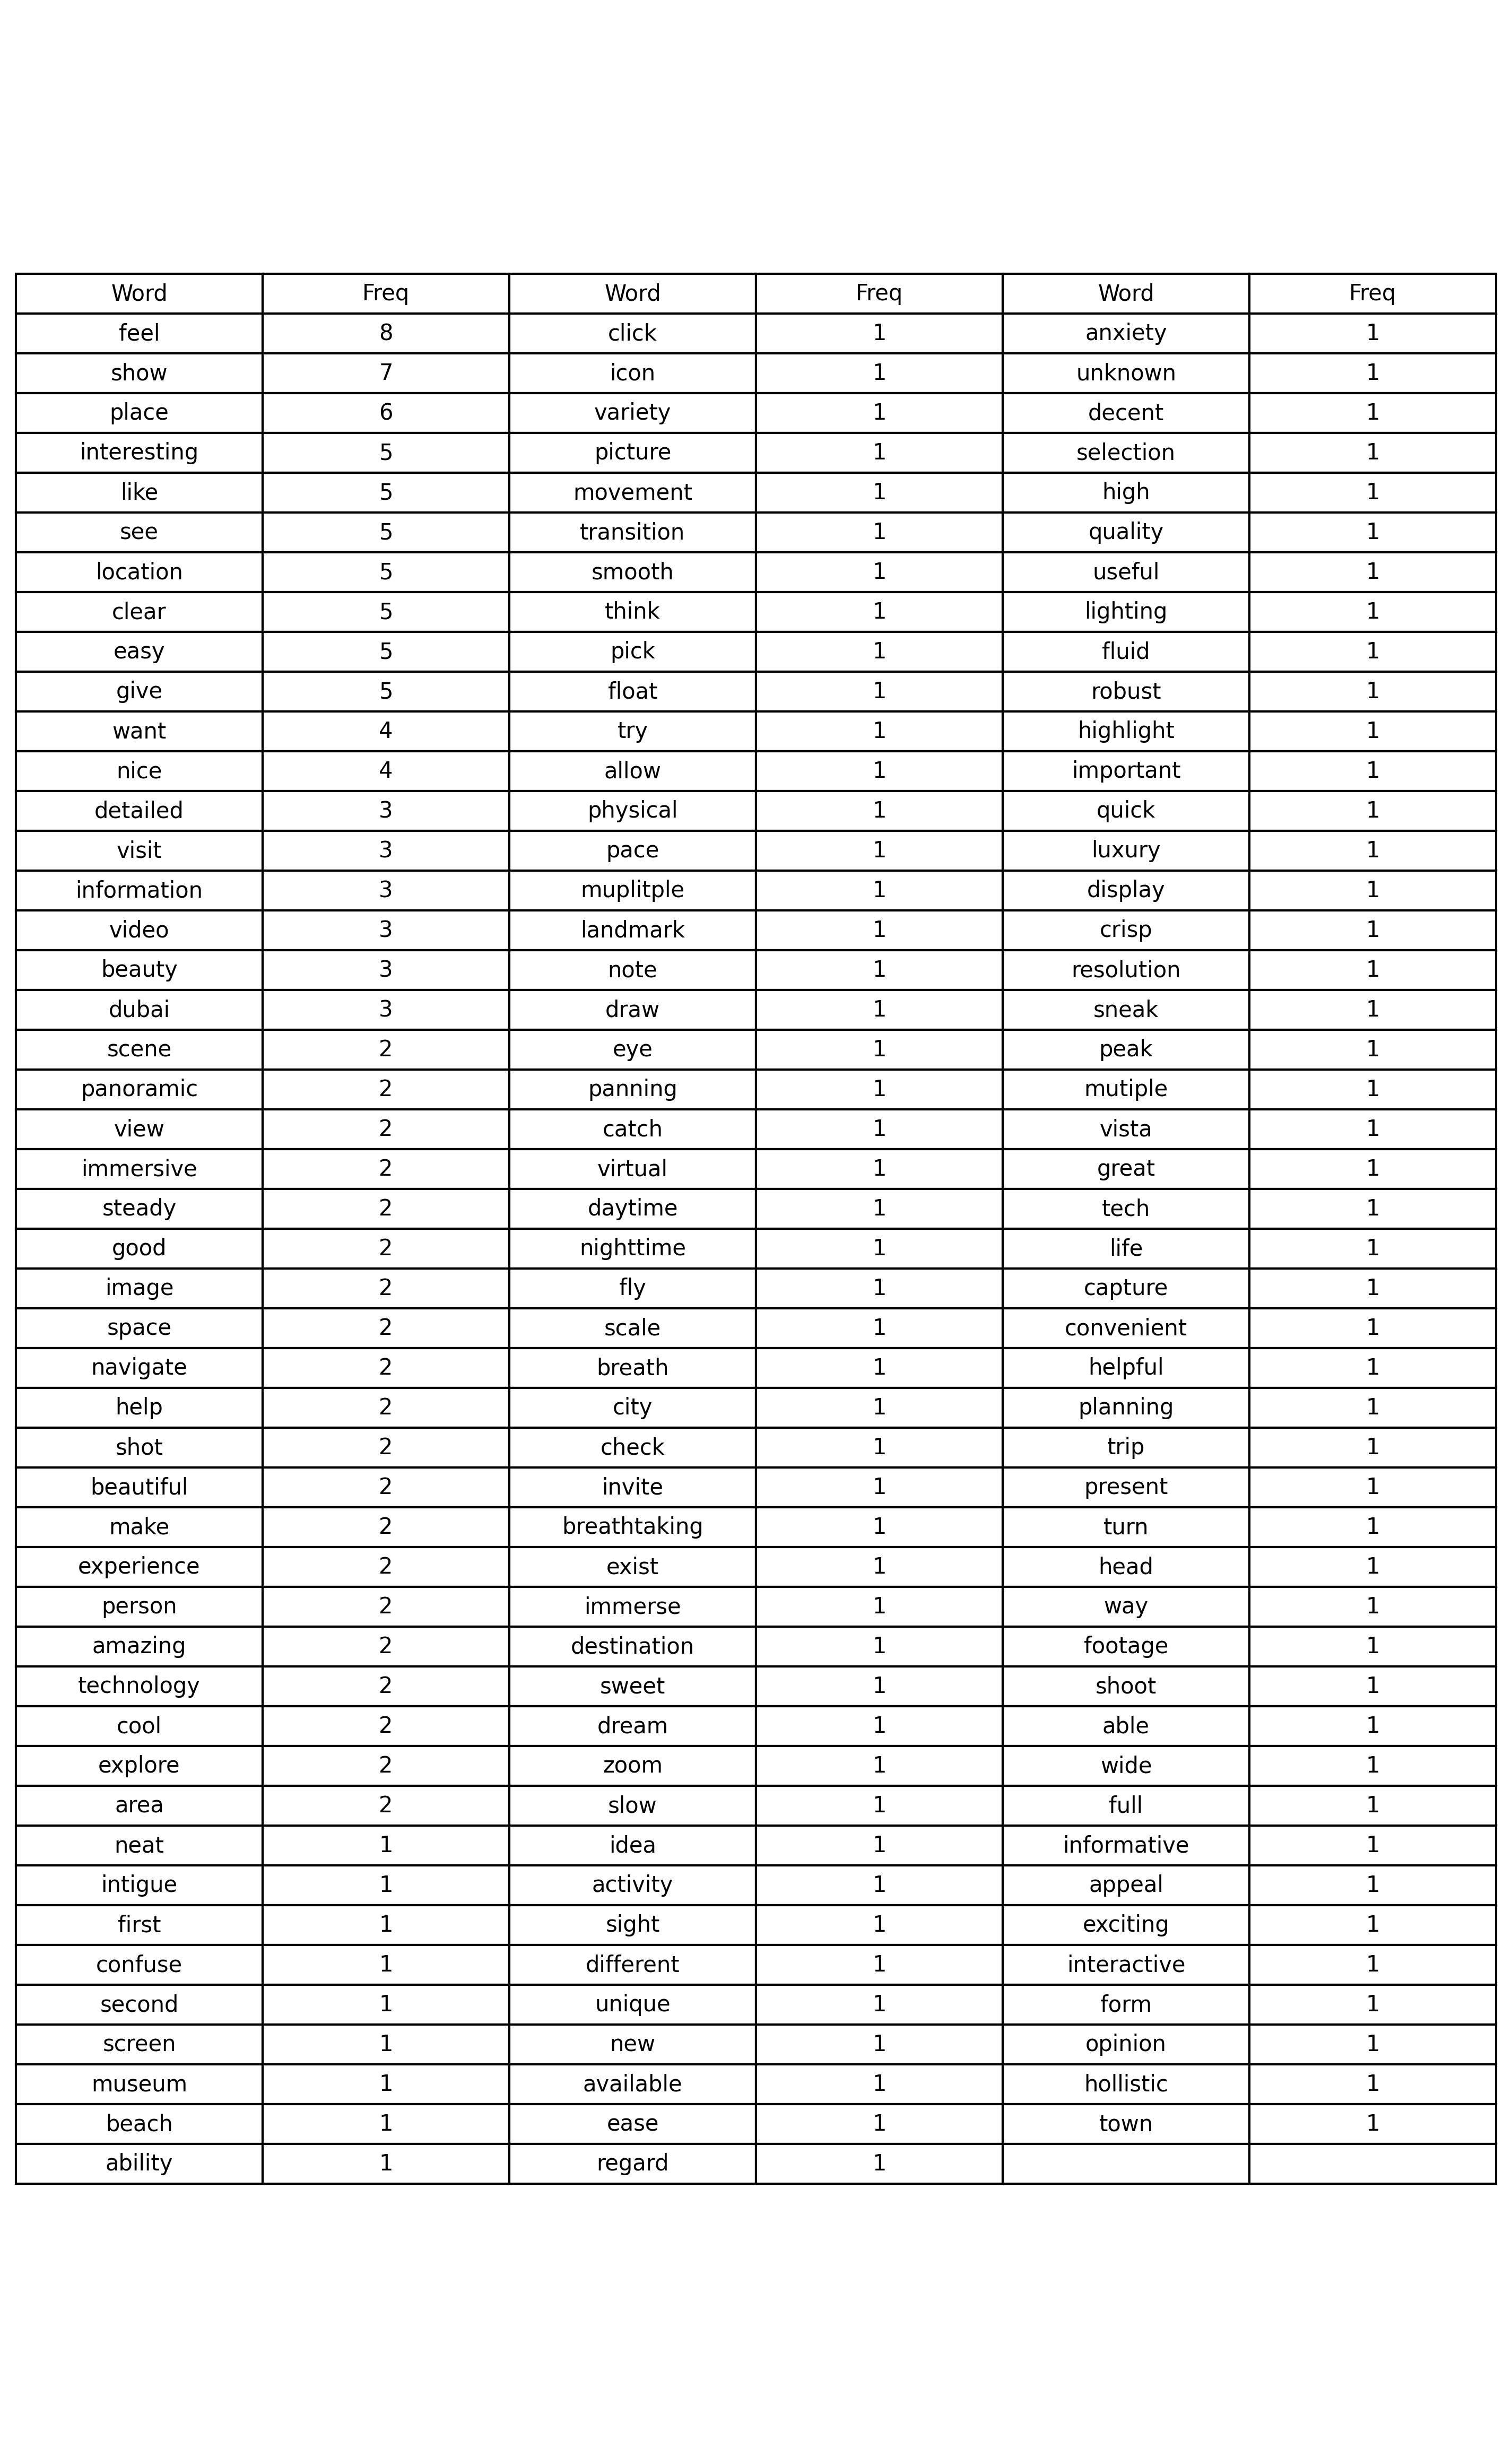 Word Freq Word Freq Word Freq
feel 8 click 1 anxiety 1
show 7 icon 1 unknown 1
place 6 variety 1 decent 1
interesting 5 picture 1 selection 1
like 5 movement 1 high 1
see 5 transition 1 quality 1
location 5 smooth 1 useful 1
clear 5 think 1 lighting 1
easy 5 pick 1 fluid 1
give 5 float 1 robust 1
want 4 try 1 highlight 1
nice 4 allow 1 important 1
detailed 3 physical 1 quick 1
visit 3 pace 1 luxury 1
information 3 muplitple 1 display 1
video 3 landmark 1 crisp 1
beauty 3 note 1 resolution 1
dubai 3 draw 1 sneak 1
scene 2 eye 1 peak 1
panoramic 2 panning 1 mutiple 1
view 2 catch 1 vista 1
immersive 2 virtual 1 great 1
steady 2 daytime 1 tech 1
good 2 nighttime 1 life 1
image 2 fly 1 capture 1
space 2 scale 1 convenient 1
navigate 2 breath 1 helpful 1
help 2 city 1 planning 1
shot 2 check 1 trip 1
beautiful 2 invite 1 present 1
make 2 breathtaking 1 turn 1
experience 2 exist 1 head 1
person 2 immerse 1 way 1
amazing 2 destination 1 footage 1
technology 2 sweet 1 shoot 1
cool 2 dream 1 able 1
explore 2 zoom 1 wide 1
area 2 slow 1 full 1
neat 1 idea 1 informative 1
intigue 1 activity 1 appeal 1
first 1 sight 1 exciting 1
confuse 1 different 1 interactive 1
second 1 unique 1 form 1
screen 1 new 1 opinion 1
museum 1 available 1 hollistic 1
beach 1 ease 1 town 1
ability 1 regard 1